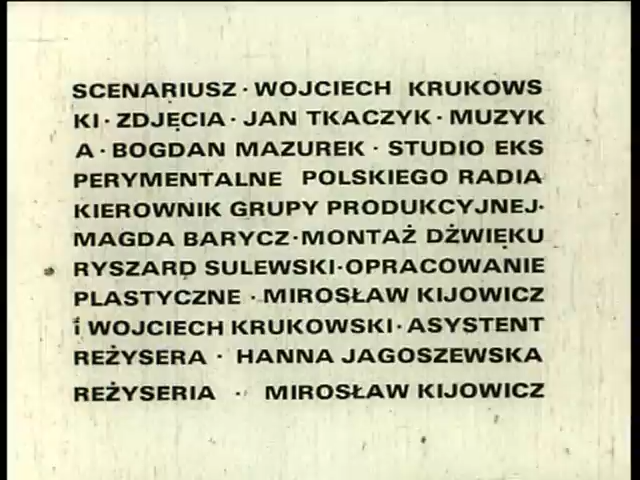 SCENARIUSZ · WOJCIECH KRUKOWS
KI · ZDJĘCIA · JAN TKACZYK · MUZYK
A · BOGDAN MAZUREK · STUDIO EKS
PERYMENTALNE POLSKIEGO RADIA
KIEROWNIK GRUPY PRODUKCYJNEJ·
MAGDA BARYCZ · MONTAŻ DŹWIĘKU
RYSZARD SULEWSKI · OPRACOWANIE
PLASTYCZNE · MIROSŁAW KIJOWICZ
i WOJCIECH KRUKOWSKI · ASYSTENT
REŻYSERA · HANNA JAGOSZEWSKA
REŻYSERIA · MIROSŁAW KIJOWICZ